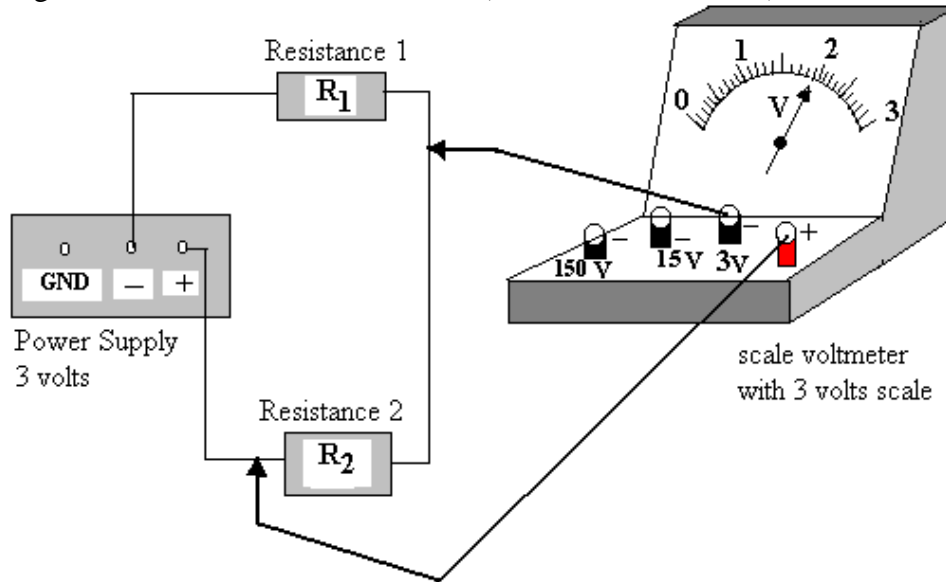 Resistance 1
R1
0 1 2 3
V
150 V – 15V – 3V – +
GND – +
Power Supply
3 volts
scale voltmeter
with 3 volts scale
Resistance 2
R2